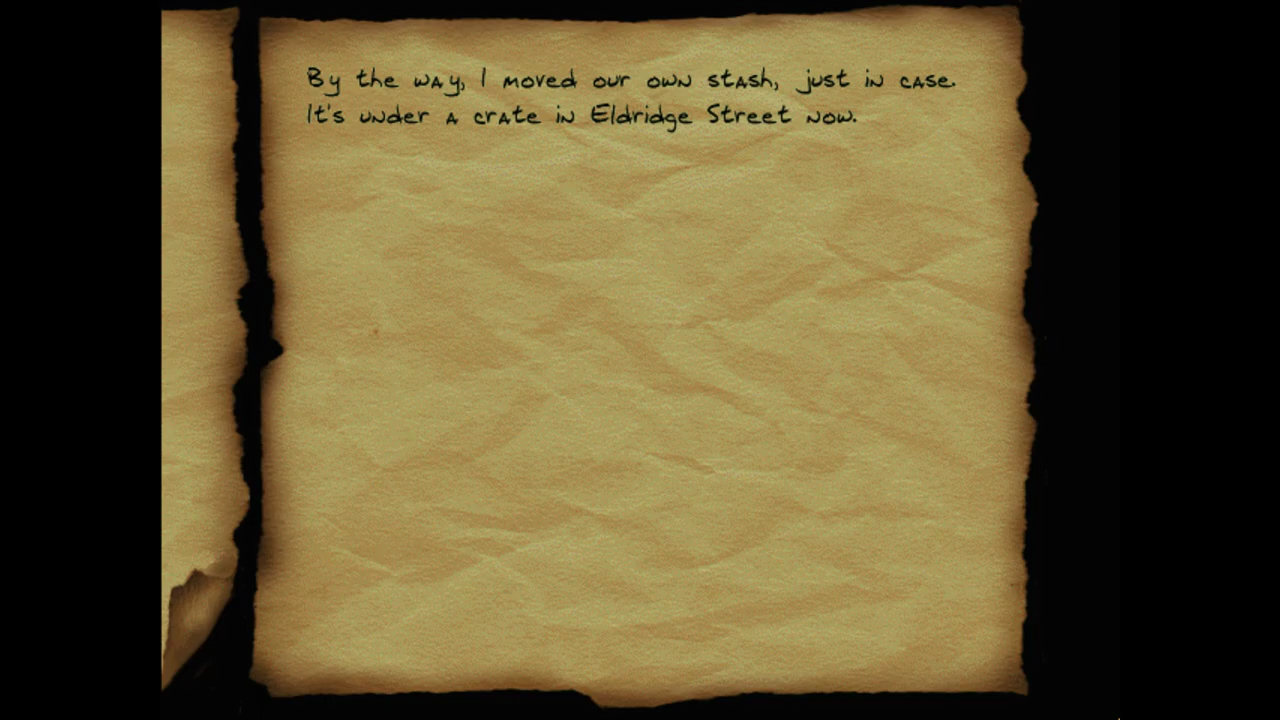 By the way, I moved our own stash, just in case.
It's under a crate in Eldridge Street now.